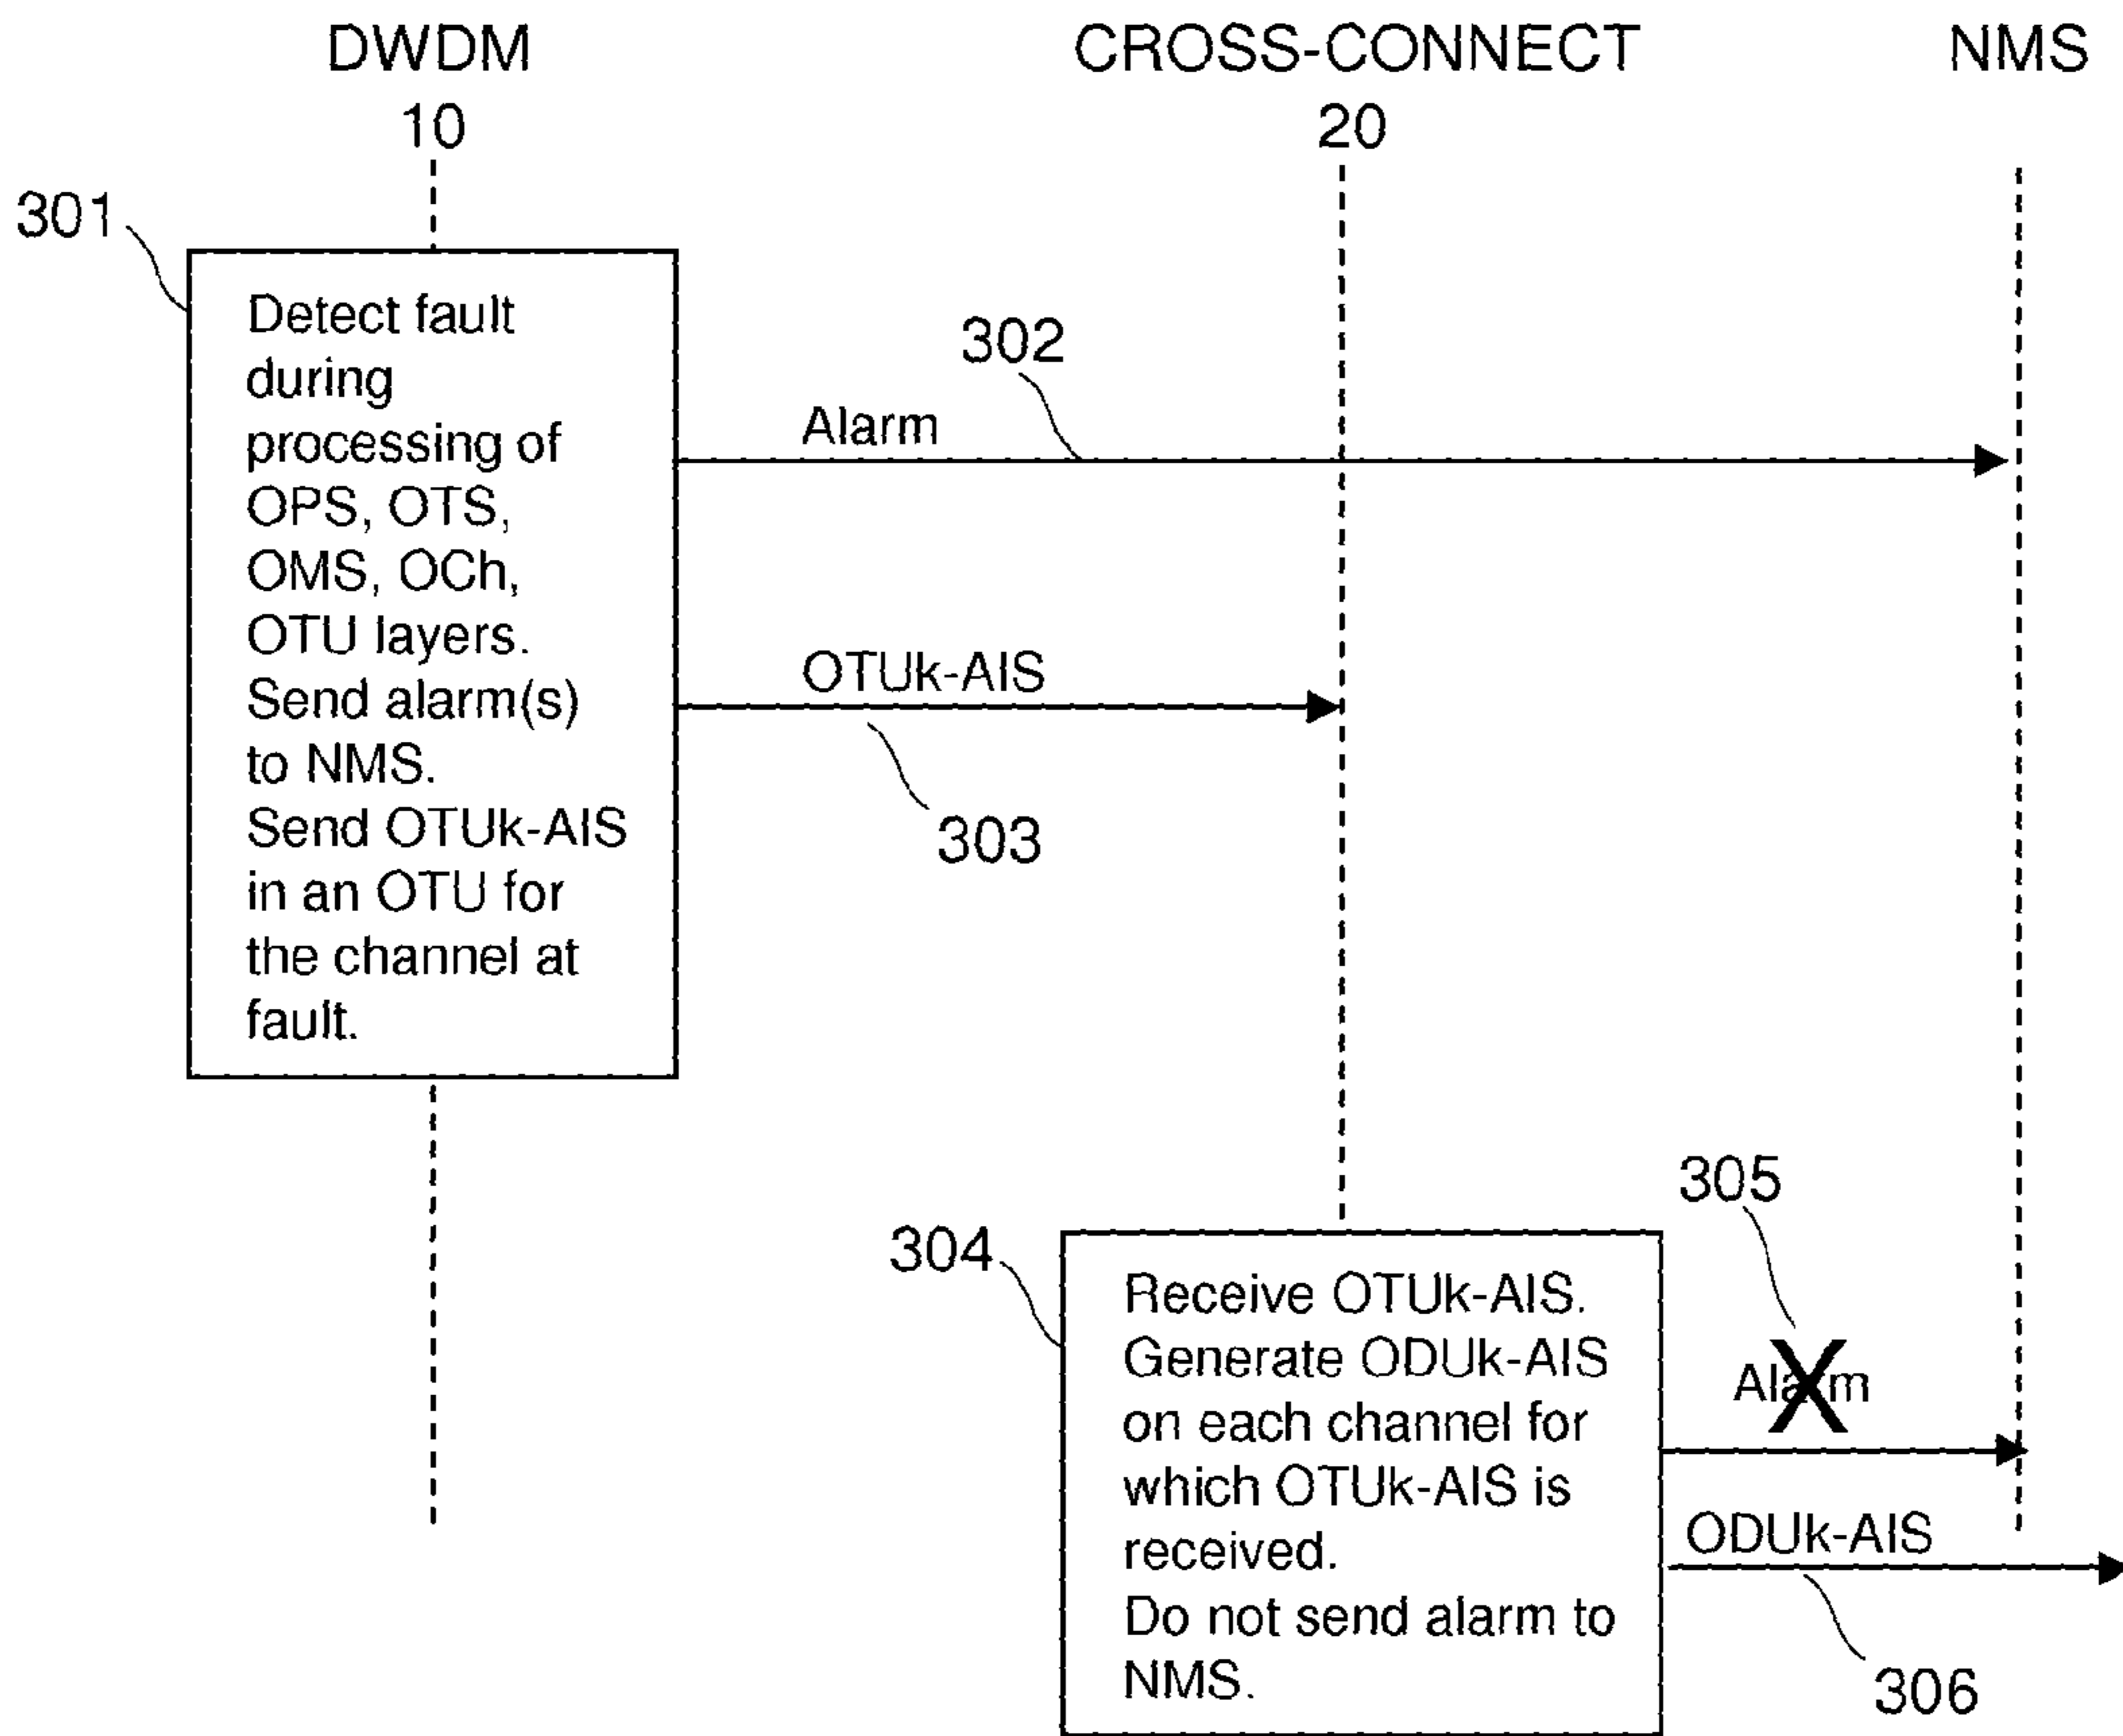 DWDM
10
CROSS-CONNECT
20
NMS
301
Detect fault
during
processing of
OPS, OTS,
OMS, OCh,
OTU layers.
Send alarm(s)
to NMS.
Send OTUk-AIS
in an OTU for
the channel at
fault.
302
Alarm
OTUk-AIS
303
304
Receive OTUk-AIS.
Generate ODUk-AIS
on each channel for
which OTUk-AIS is
received.
Do not send alarm to
NMS.
305
Alarm
X
ODUk-AIS
306